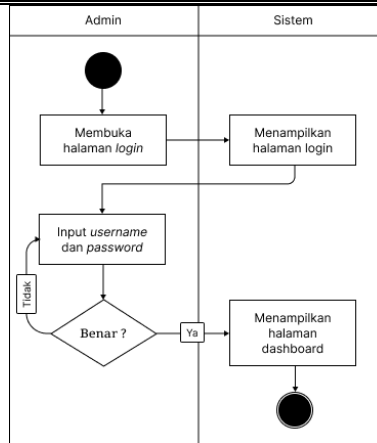 Admin
Sistem
Membuka
halaman login
Menampilkan
halaman login
Input username
dan password
Tidak
Benar ?
Ya
Menampilkan
halaman
dashboard